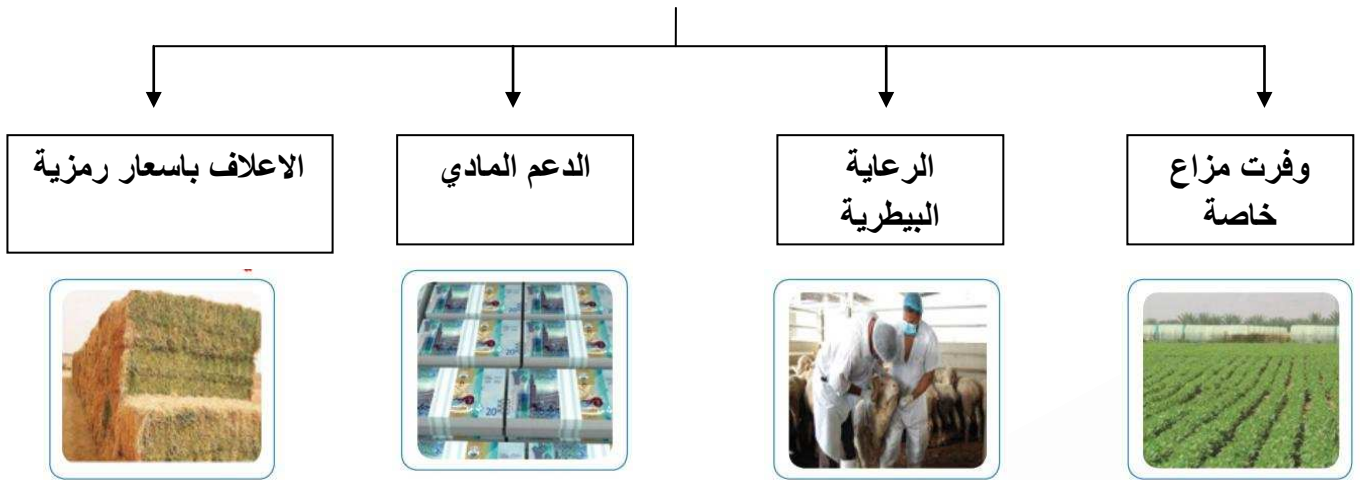 وفرت مزاع
خاصة
الرعاية
البيطرية
الدعم المادي
الاعلاف باسعار رمزية